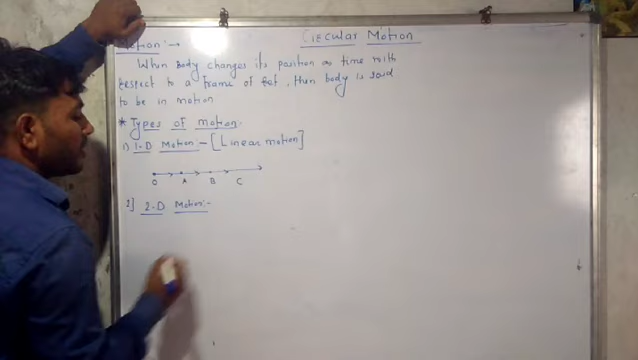 Circular Motion
Motion :→
When Body changes its position as time with
respect to a frame of Ref, then body is said
to be in motion
* Types of motion.
1) 1-D Motion :- [Linear motion]
O A B C
2] 2-D Motion:-